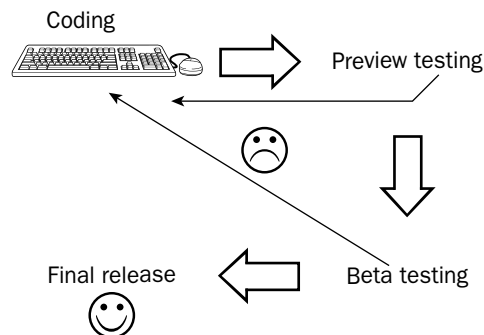 Coding
Preview testing
Final release
Beta testing